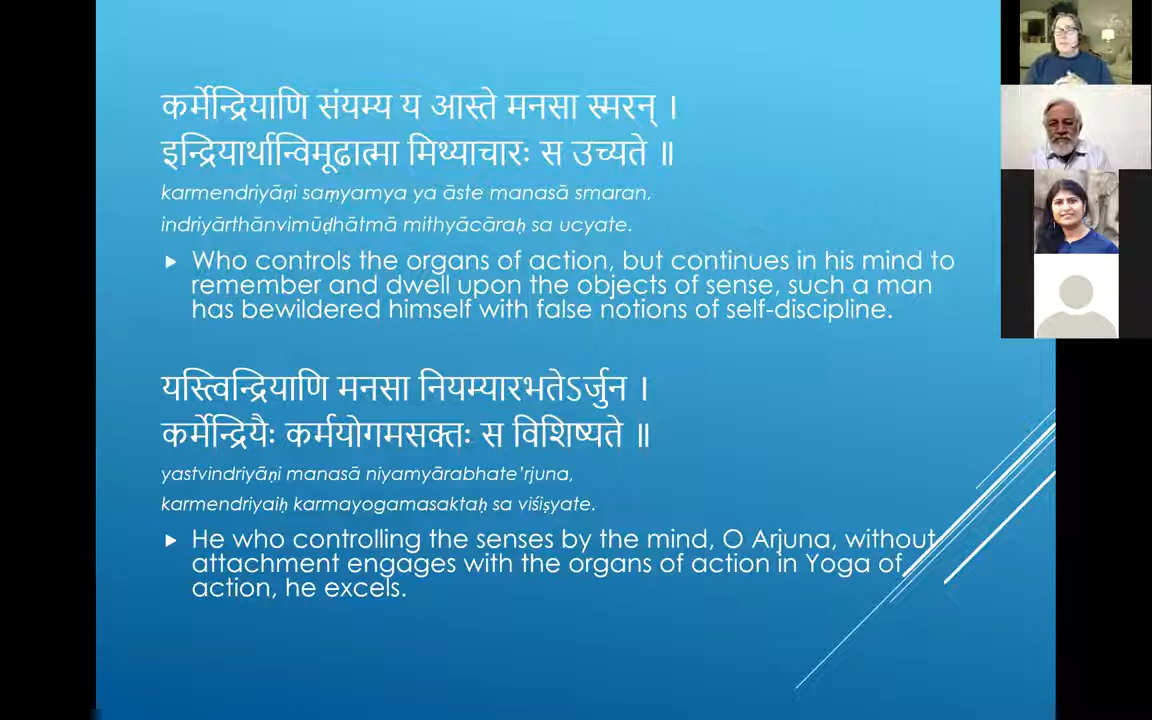 कर्मेन्द्रियाणि संयम्य य आस्ते मनसा स्मरन् ।
इन्द्रियार्थान्विमूढात्मा मिथ्याचारः स उच्यते ॥
karmendriyāṇi saṃyamya ya āste manasā smaran,
indriyārthānvimūḍhātmā mithyācāraḥ sa ucyate.
Who controls the organs of action, but continues in his mind to
remember and dwell upon the objects of sense, such a man
has bewildered himself with false notions of self-discipline.
यस्त्विन्द्रियाणि मनसा नियम्यारभतेऽर्जुन ।
कर्मेन्द्रियैः कर्मयोगमसक्तः स विशिष्यते ॥
yastvindriyāṇi manasā niyamyārabhate’rjuna,
karmendriyaiḥ karmayogamasaktaḥ sa viśiṣyate.
He who controlling the senses by the mind, O Arjuna, without
attachment engages with the organs of action in Yoga of
action, he excels.